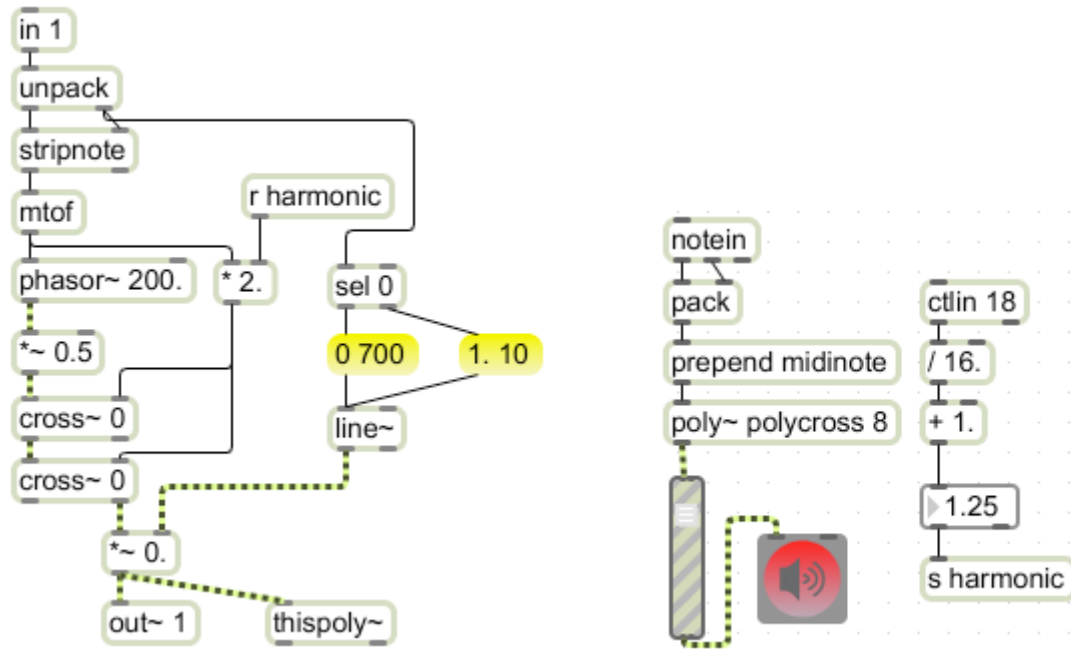 in 1
unpack
stripnote
mtof
r harmonic
phasor~ 200.
* 2.
sel 0
*~ 0.5
0 700
1. 10
cross~ 0
line~
cross~ 0
*~ 0.
out~ 1
thispoly~
notein
pack
prepend midinote
poly~ polycross 8
ctlin 18
/ 16.
+ 1.
1.25
s harmonic